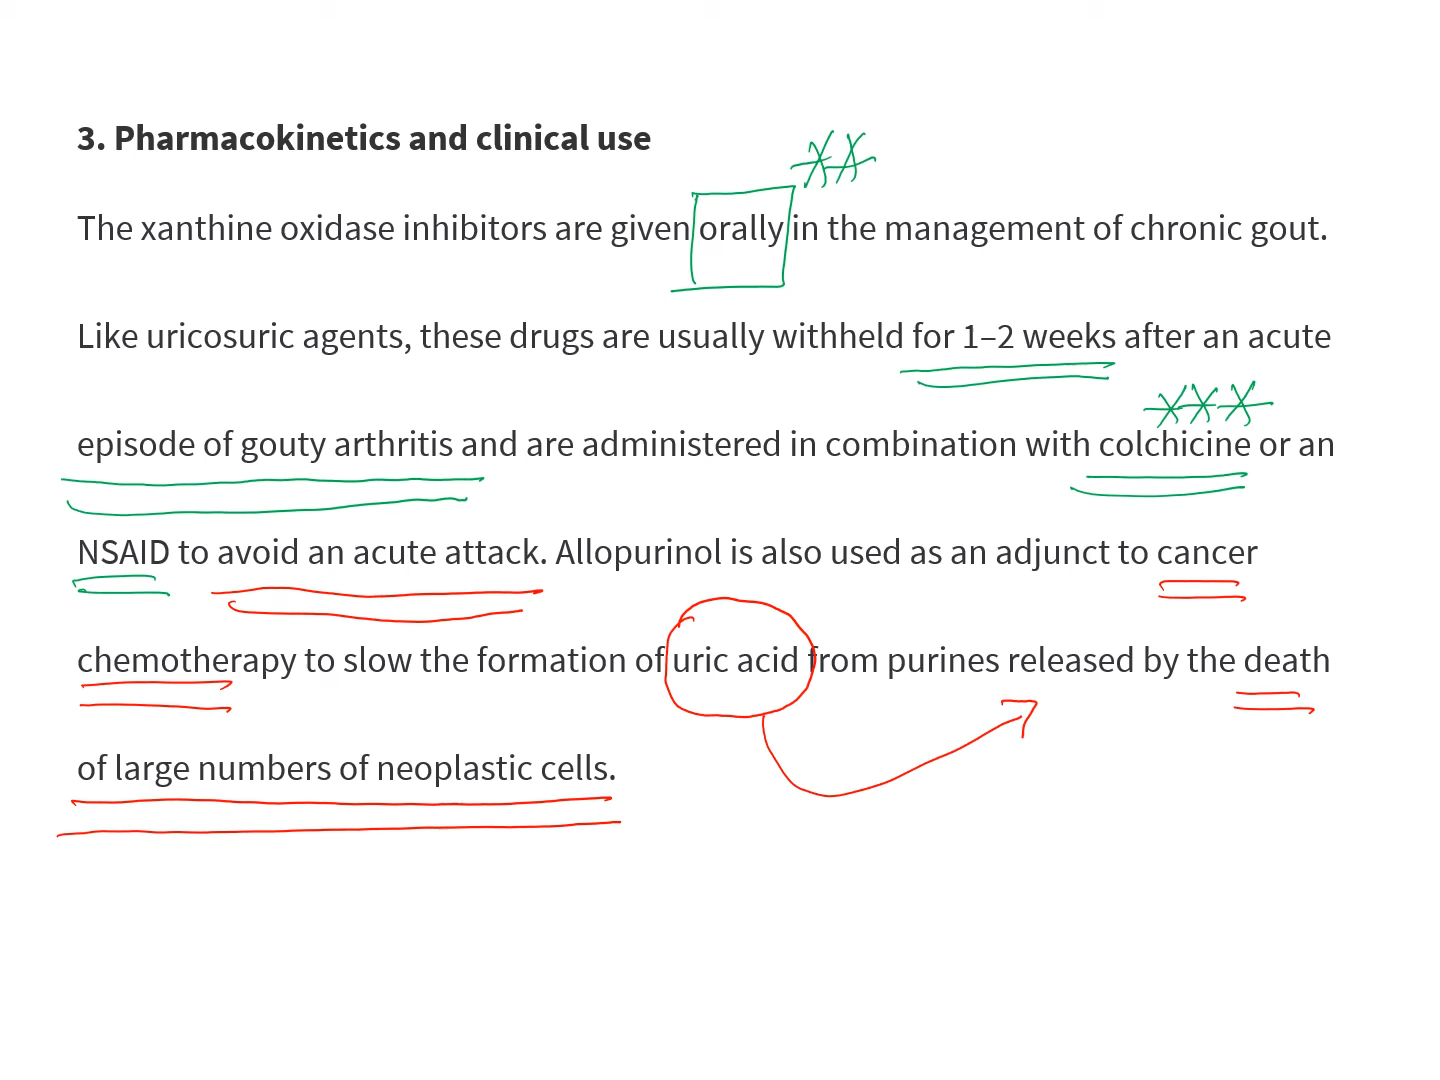 3. Pharmacokinetics and clinical use
The xanthine oxidase inhibitors are given orally in the management of chronic gout.
Like uricosuric agents, these drugs are usually withheld for 1–2 weeks after an acute
episode of gouty arthritis and are administered in combination with colchicine or an
NSAID to avoid an acute attack. Allopurinol is also used as an adjunct to cancer
chemotherapy to slow the formation of uric acid from purines released by the death
of large numbers of neoplastic cells.